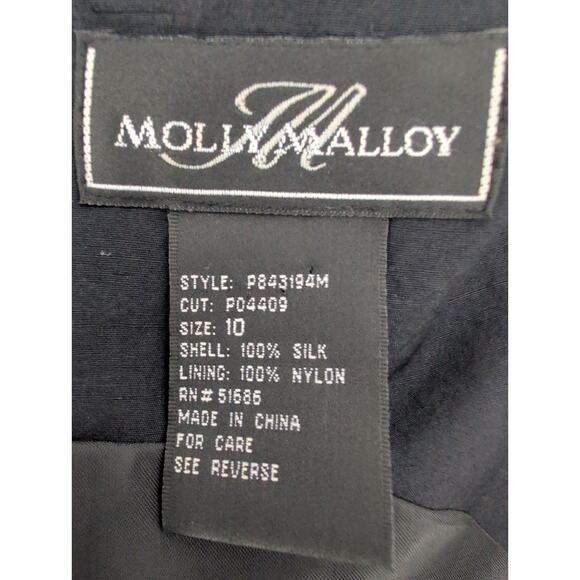 M
MOLLY MALLOY
STYLE: P843194M
CUT: P04409
SIZE: 10
SHELL: 100% SILK
LINING: 100% NYLON
RN# 51686
MADE IN CHINA
FOR CARE
SEE REVERSE